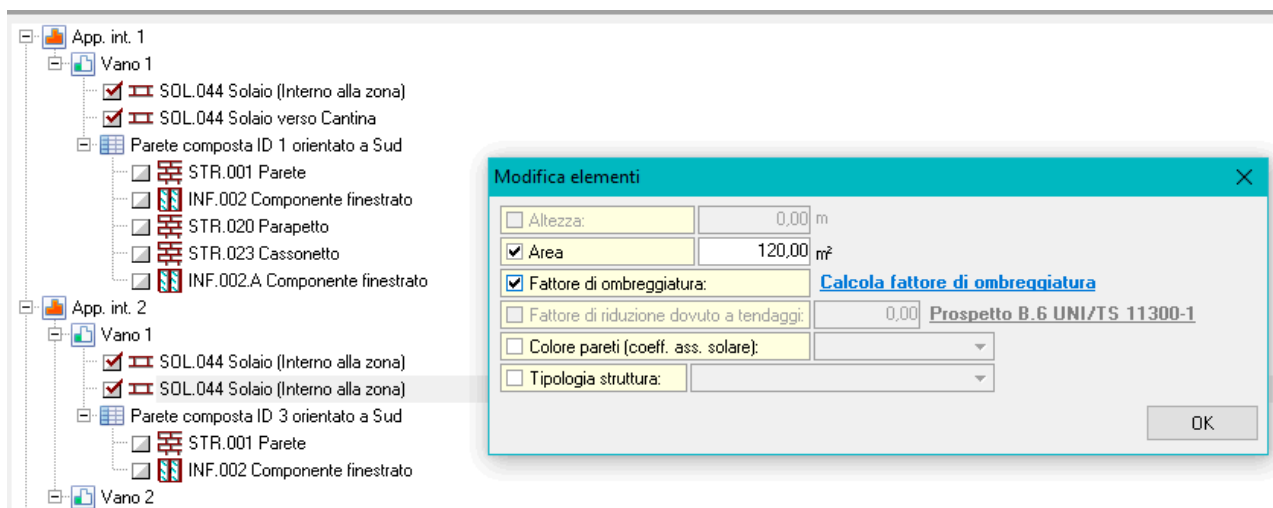 App. int. 1
Vano 1
SOL.044 Solaio (Interno alla zona)
SOL.044 Solaio verso Cantina
Parete composta ID 1 orientato a Sud
STR.001 Parete
INF.002 Componente finestrato
STR.020 Parapetto
STR.023 Cassonetto
INF.002.A Componente finestrato
App. int. 2
Vano 1
SOL.044 Solaio (Interno alla zona)
SOL.044 Solaio (Interno alla zona)
Parete composta ID 3 orientato a Sud
STR.001 Parete
INF.002 Componente finestrato
Vano 2
Modifica elementi
Altezza: 0,00 m
Area 120,00 m²
Fattore di ombreggiatura: Calcola fattore di ombreggiatura
Fattore di riduzione dovuto a tendaggi: 0,00 Prospetto B.6 UNI/TS 11300-1
Colore pareti (coeff. ass. solare):
Tipologia struttura:
OK